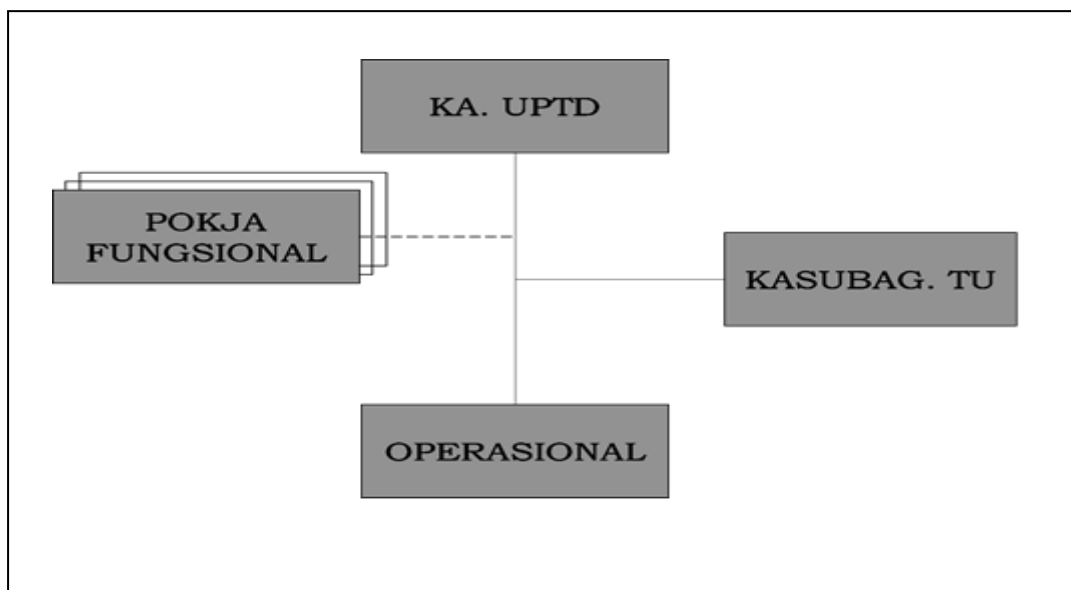 KA. UPTD
POKJA
FUNGSIONAL
KASUBAG. TU
OPERASIONAL